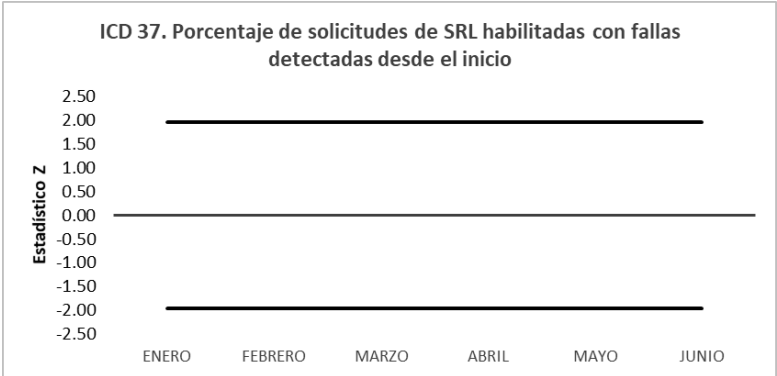 ICD 37. Porcentaje de solicitudes de SRL habilitadas con fallas
detectadas desde el inicio
2.50
2.00
1.50
1.00
0.50
0.00
-0.50
-1.00
-1.50
-2.00
-2.50
Estadístico Z
ENERO FEBRERO MARZO ABRIL MAYO JUNIO